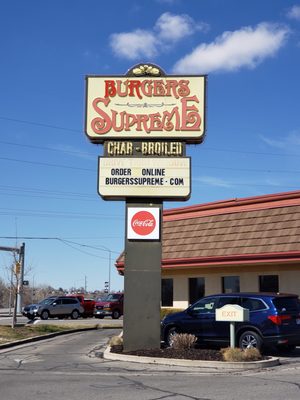 BURGERS
SUPREME
CHAR-BROILED
ORDER ONLINE
BURGERSSUPREME.COM
Coca-Cola
EXIT